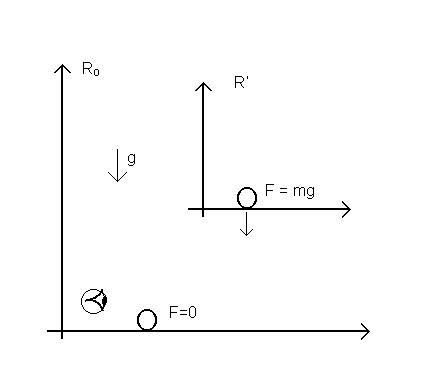 R₀
R'
g
F = mg
F=0